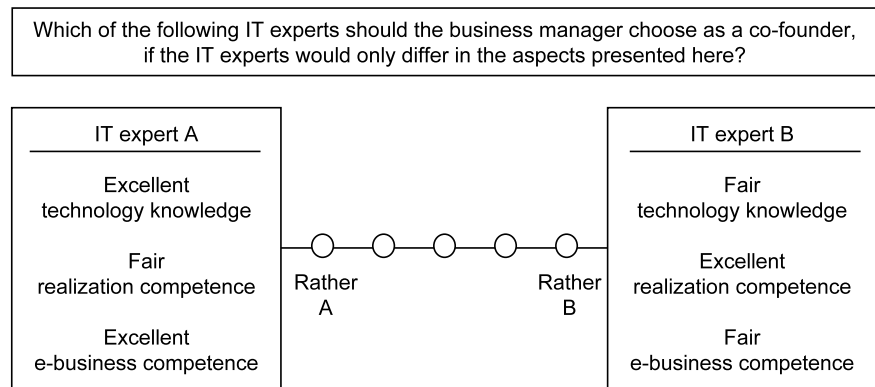 Which of the following IT experts should the business manager choose as a co-founder,
if the IT experts would only differ in the aspects presented here?
IT expert A
Excellent
technology knowledge
Fair
realization competence
Excellent
e-business competence
Rather
A
Rather
B
IT expert B
Fair
technology knowledge
Excellent
realization competence
Fair
e-business competence